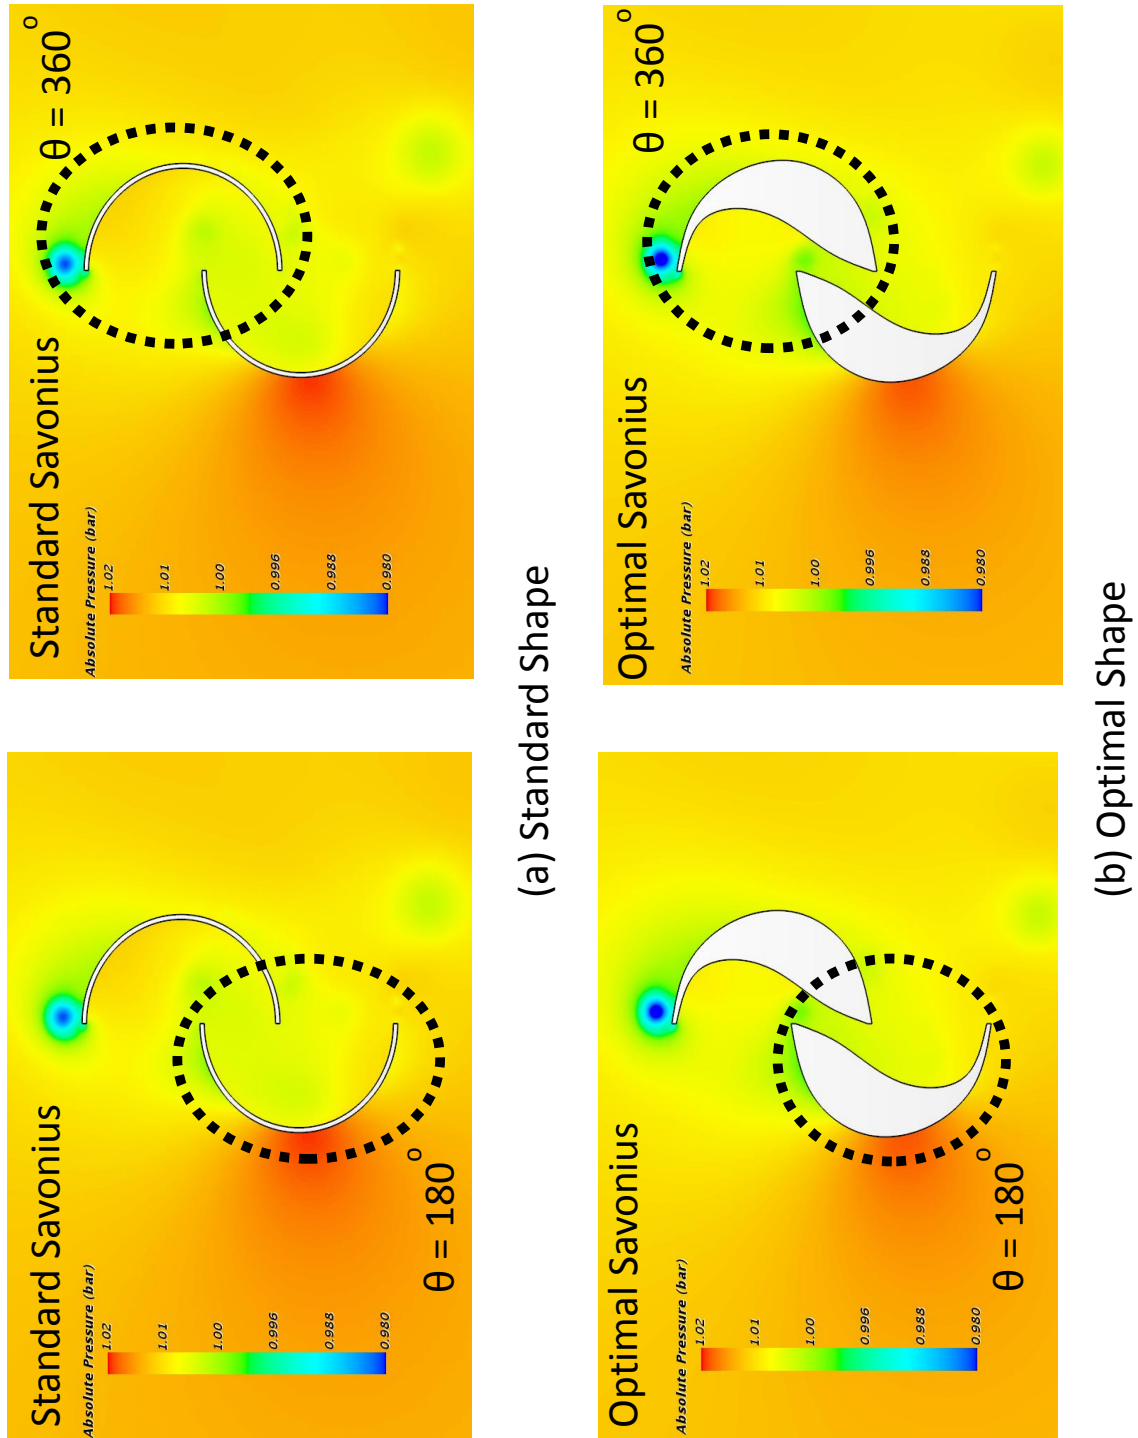 Standard Savonius
θ = 180°
Absolute Pressure (bar)
1.02
1.01
1.00
0.996
0.988
0.980
Standard Savonius
θ = 360°
Absolute Pressure (bar)
1.02
1.01
1.00
0.996
0.988
0.980
(a) Standard Shape
Optimal Savonius
θ = 180°
Absolute Pressure (bar)
1.02
1.01
1.00
0.996
0.988
0.980
Optimal Savonius
θ = 360°
Absolute Pressure (bar)
1.02
1.01
1.00
0.996
0.988
0.980
(b) Optimal Shape